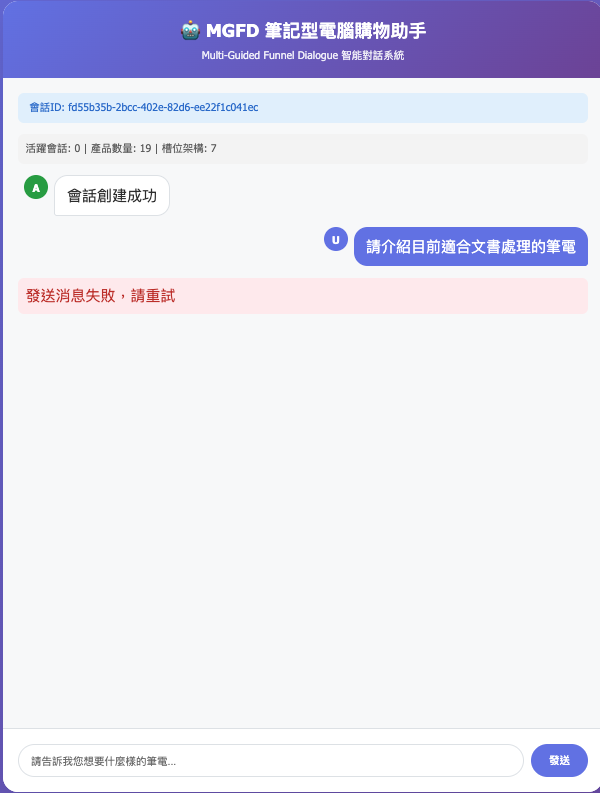 MGFD 筆記型電腦購物助手
Multi-Guided Funnel Dialogue 智能對話系統
會話ID: fd55b35b-2bcc-402e-82d6-ee22f1c041ec
活躍會話: 0 | 產品數量: 19 | 槽位架構: 7
A
會話創建成功
U
請介紹目前適合文書處理的筆電
發送消息失敗，請重試
請告訴我您想要什麼樣的筆電...
發送